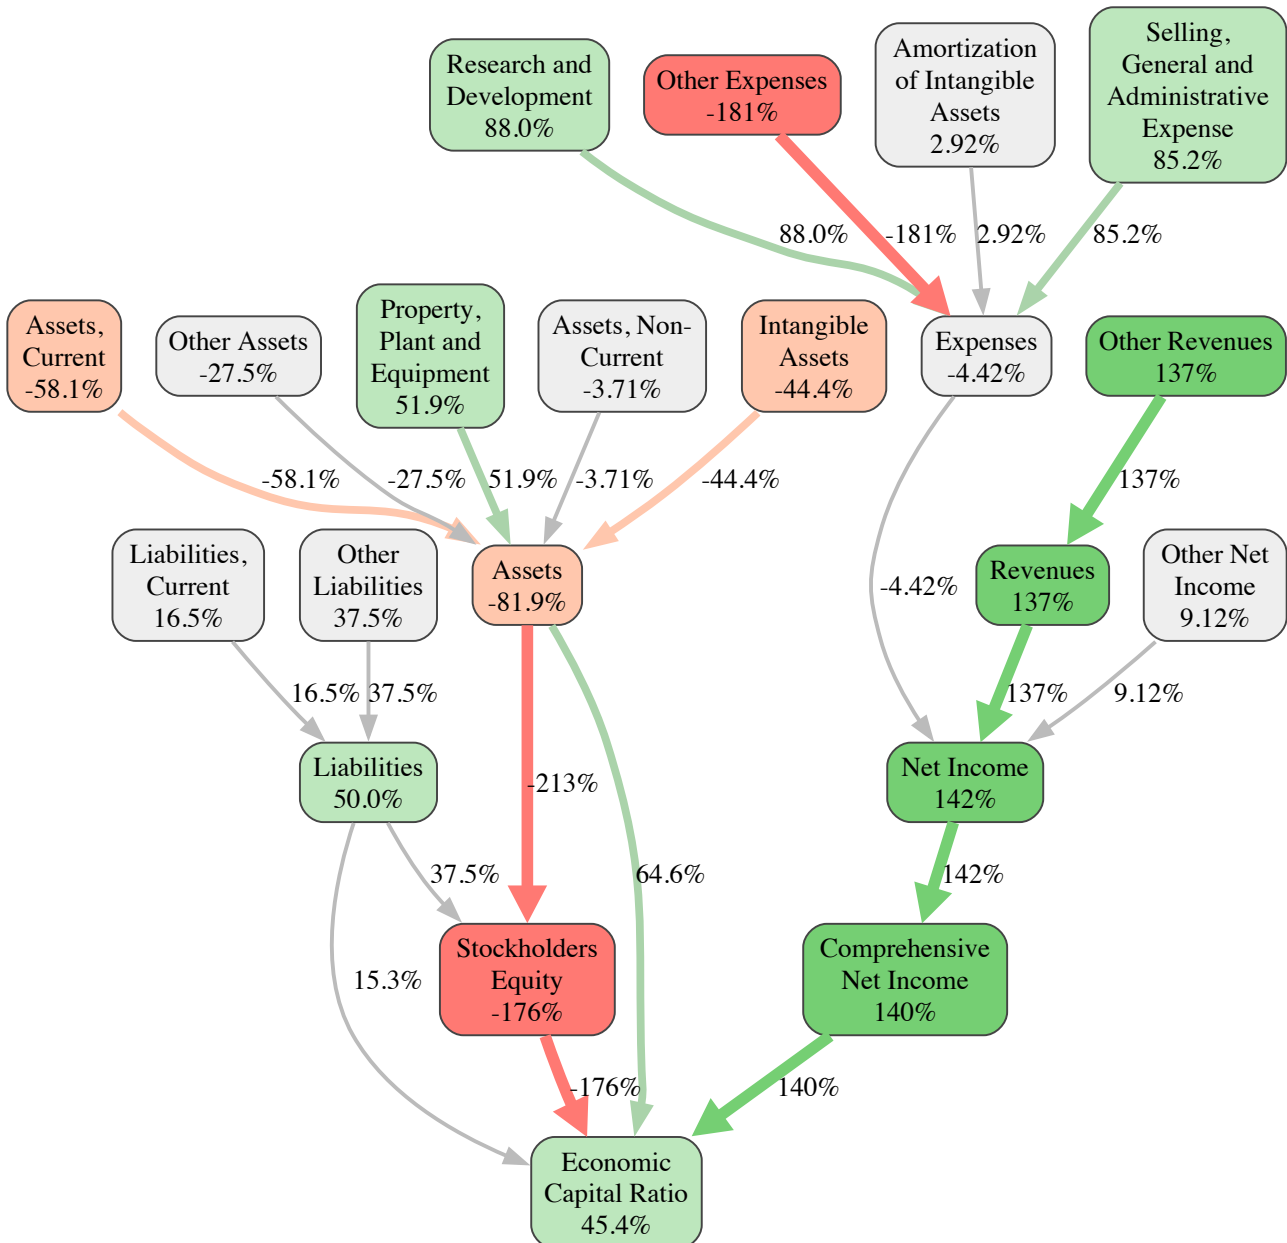 Research and
Development
88.0%
Other Expenses
-181%
Amortization
of Intangible
Assets
2.92%
Selling,
General and
Administrative
Expense
85.2%
88.0%
-181%
2.92%
85.2%
Assets,
Current
-58.1%
Other Assets
-27.5%
Property,
Plant and
Equipment
51.9%
Assets, Non-
Current
-3.71%
Intangible
Assets
-44.4%
Expenses
-4.42%
Other Revenues
137%
-58.1%
-27.5%
51.9%
-3.71%
-44.4%
137%
Liabilities,
Current
16.5%
Other
Liabilities
37.5%
Assets
-81.9%
-4.42%
Revenues
137%
Other Net
Income
9.12%
16.5%
37.5%
137%
9.12%
Liabilities
50.0%
-213%
Net Income
142%
37.5%
64.6%
142%
15.3%
Stockholders
Equity
-176%
Comprehensive
Net Income
140%
-176%
140%
Economic
Capital Ratio
45.4%